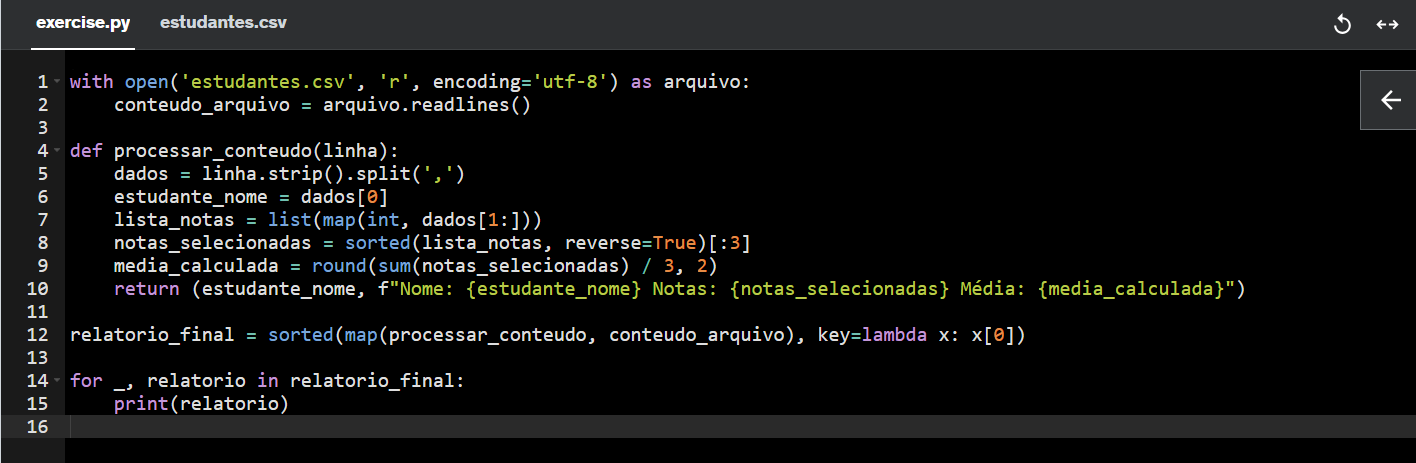 exercise.py estudantes.csv
1 with open('estudantes.csv', 'r', encoding='utf-8') as arquivo:
2     conteudo_arquivo = arquivo.readlines()
3
4 def processar_conteudo(linha):
5     dados = linha.strip().split(',')
6     estudante_nome = dados[0]
7     lista_notas = list(map(int, dados[1:]))
8     notas_selecionadas = sorted(lista_notas, reverse=True)[:3]
9     media_calculada = round(sum(notas_selecionadas) / 3, 2)
10     return (estudante_nome, f"Nome: {estudante_nome} Notas: {notas_selecionadas} Média: {media_calculada}")
11
12 relatorio_final = sorted(map(processar_conteudo, conteudo_arquivo), key=lambda x: x[0])
13
14 for _, relatorio in relatorio_final:
15     print(relatorio)
16